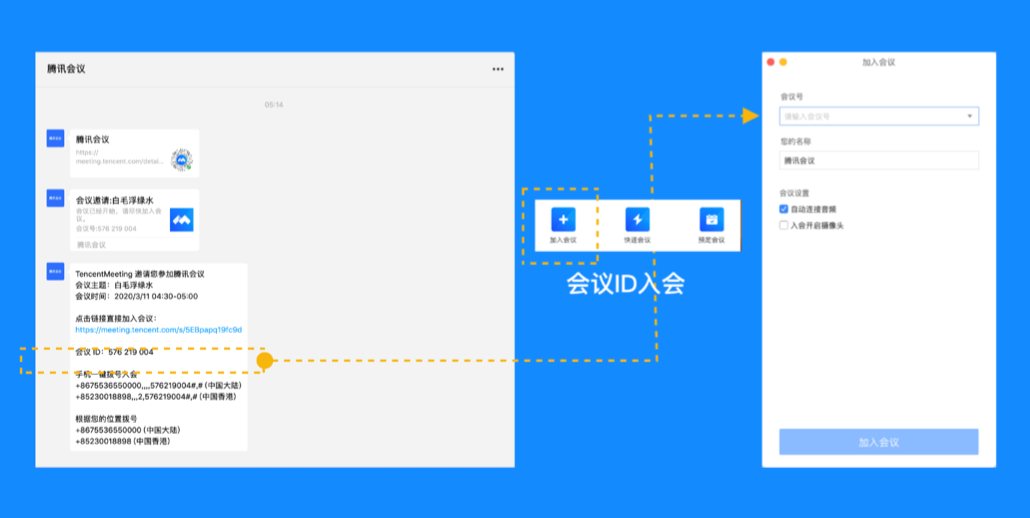 腾讯会议
05:14
腾讯会议
https://
meeting.tencent.com/detai...
会议邀请:白毛浮绿水
会议已经开始，请尽快加入会
议。
会议号:576 219 004
腾讯会议
TencentMeeting 邀请您参加腾讯会议
会议主题：白毛浮绿水
会议时间：2020/3/11 04:30-05:00
点击链接直接加入会议：
https://meeting.tencent.com/s/5EBpapq19fc9d
会议 ID：576 219 004
手机一键拨号入会
+8675536550000,,,,576219004#,# (中国大陆)
+85230018898,,,2,576219004#,# (中国香港)
根据您的位置拨号
+8675536550000 (中国大陆)
+85230018898 (中国香港)
加入会议
快速会议
预定会议
会议ID入会
加入会议
会议号
请输入会议号
您的名称
腾讯会议
会议设置
自动连接音频
入会开启摄像头
加入会议